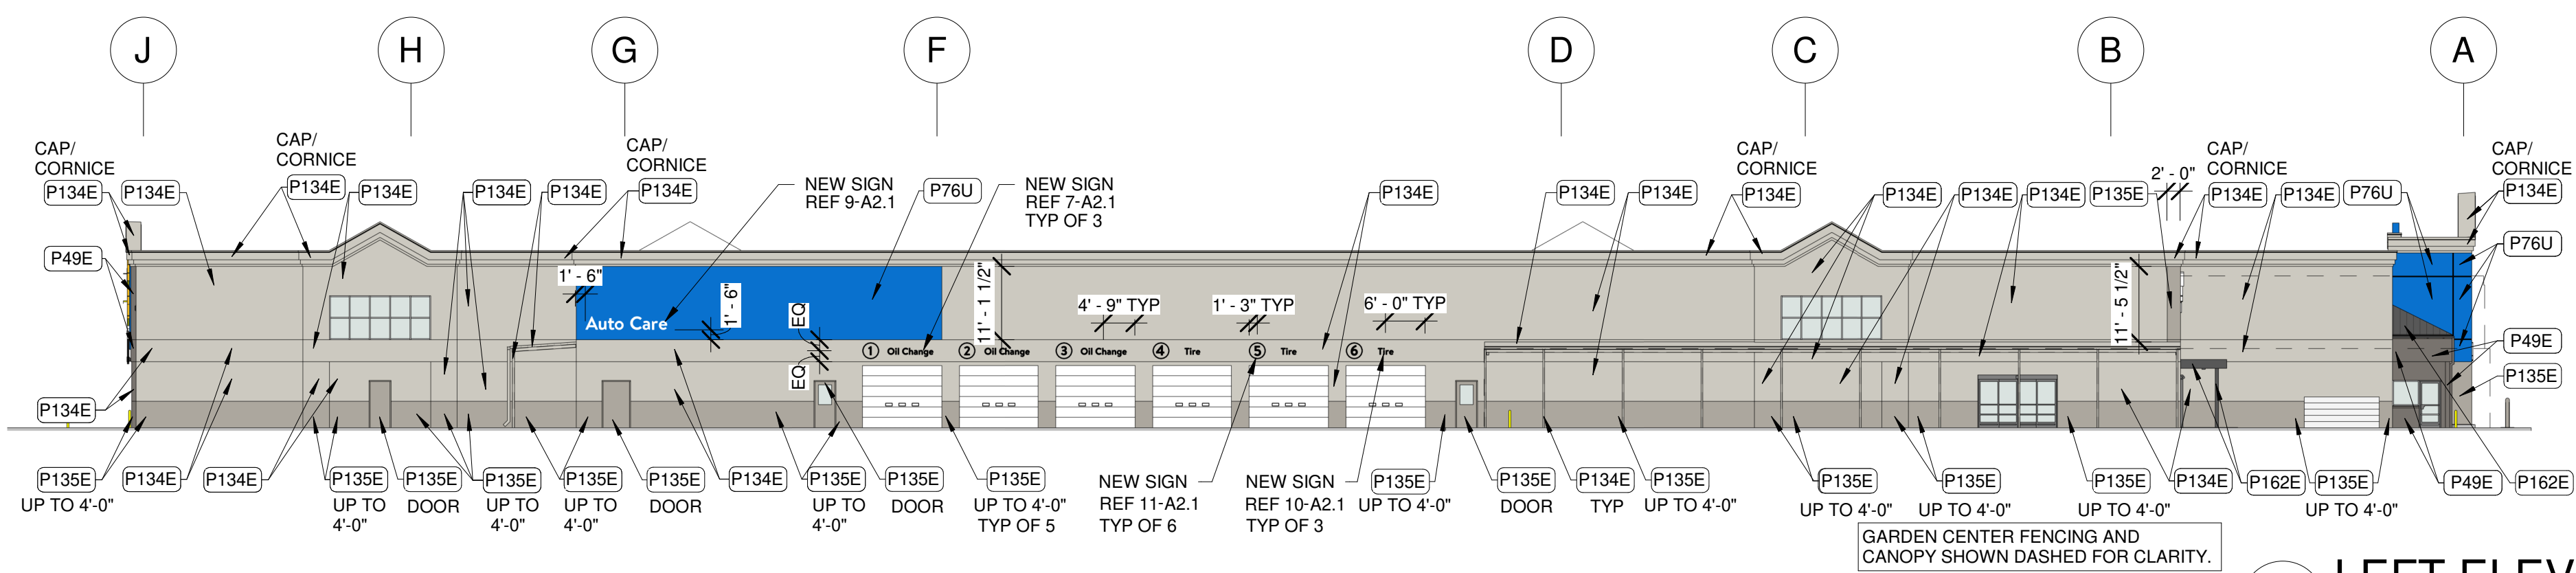 J H G F D C B A
CAP/
CORNICE
P134E
P134E
CAP/
CORNICE
P134E
P134E
P134E
P134E
CAP/
CORNICE
P134E
NEW SIGN
REF 9-A2.1
P76U
NEW SIGN
REF 7-A2.1
TYP OF 3
P134E
P134E
P134E
CAP/
CORNICE
P134E
P134E
P134E
P134E
P135E
2' - 0"
CAP/
CORNICE
P134E
P134E
P76U
CAP/
CORNICE
P134E
P49E
P76U
1' - 6"
1' - 6"
EQ
EQ
11' - 1 1/2"
4' - 9" TYP
1' - 3" TYP
6' - 0" TYP
11' - 5 1/2"
Auto Care
1 Oil Change
2 Oil Change
3 Oil Change
4 Tire
5 Tire
6 Tire
P49E
P135E
P134E
P135E
UP TO 4'-0"
P134E
P134E
P135E
UP TO
4'-0"
P135E
DOOR
P135E
UP TO
4'-0"
P135E
UP TO
4'-0"
P135E
DOOR
P134E
P135E
UP TO
4'-0"
P135E
DOOR
P135E
UP TO 4'-0"
TYP OF 5
NEW SIGN
REF 11-A2.1
TYP OF 6
NEW SIGN
REF 10-A2.1
TYP OF 3
P135E
UP TO 4'-0"
P135E
DOOR
P134E
TYP
P135E
UP TO 4'-0"
P135E
UP TO 4'-0"
P135E
UP TO 4'-0"
P135E
UP TO 4'-0"
P134E
P162E
P135E
UP TO 4'-0"
P49E
P162E
GARDEN CENTER FENCING AND
CANOPY SHOWN DASHED FOR CLARITY.